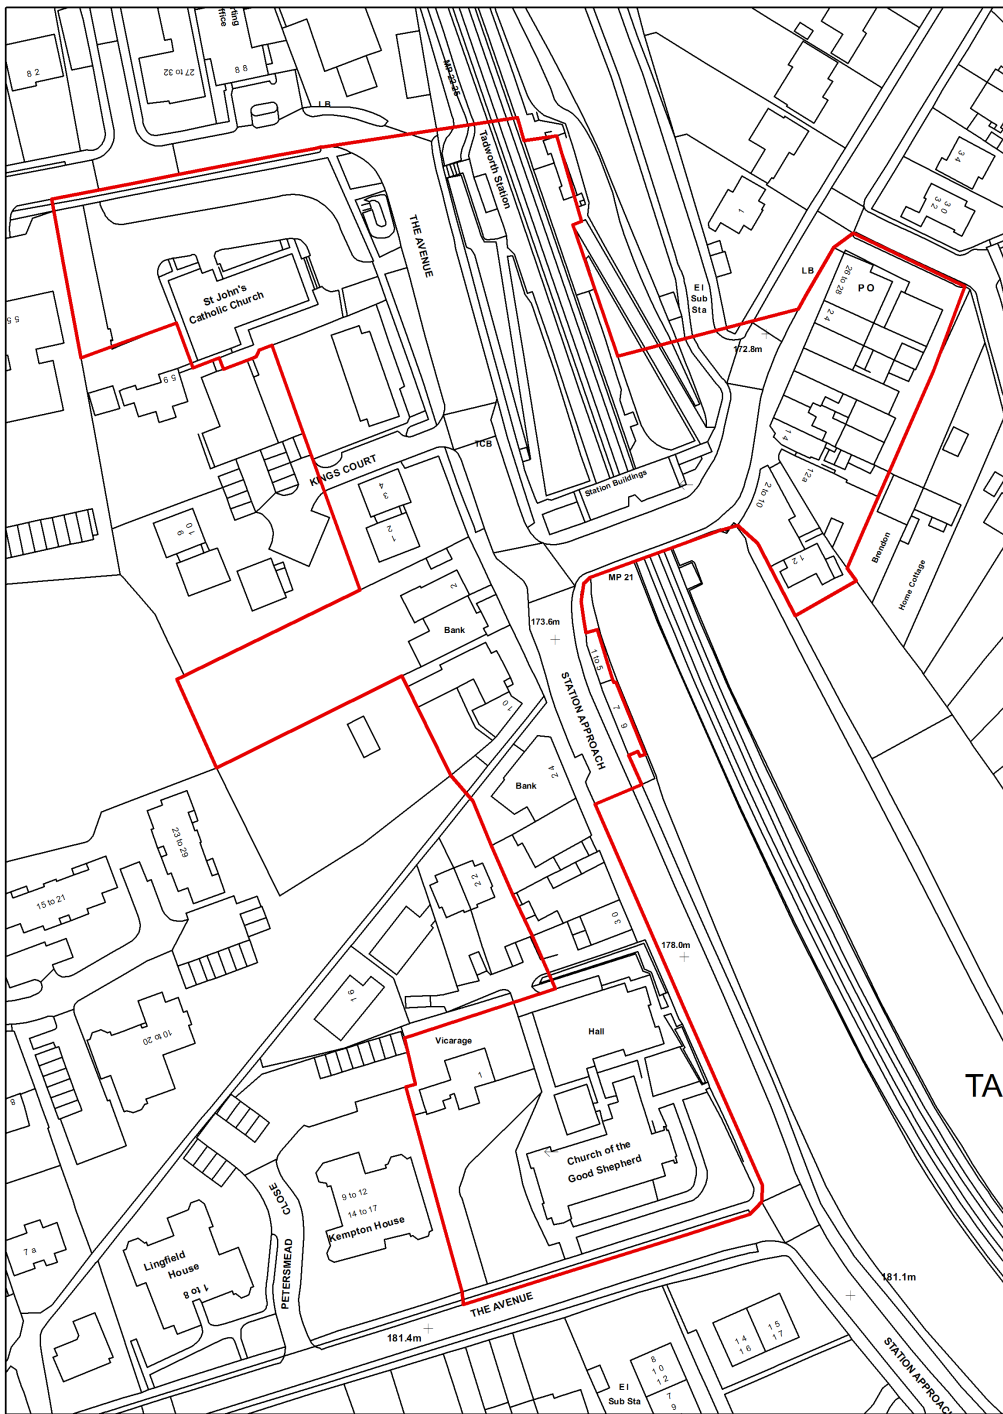 rting
ffice
8 2
27 to 32
8 8
MP 22.25
LB
Tadworth Station
THE AVENUE
3 4
3 0
3 2
1
LB
El
Sub
Sta
26 to 28
P O
2 4
172.8m
St John's
Catholic Church
5 5
5 9
1 4
12a
2 to 10
1 2
TCB
KINGS COURT
Station Buildings
3
4
1
2
1 0
9
Brendon
Home Cottage
MP 21
2
Bank
173.6m
1 to 5
7
9
1 0
STATION APPROACH
Bank
2 4
23 to 29
15 to 21
2 2
3 0
178.0m
1 6
10 to 20
Vicarage
Hall
1
TA
8
Church of the
Good Shepherd
9 to 12
14 to 17
Kempton House
CLOSE
PETERSMEAD
7 a
Lingfield
House
1 to 8
THE AVENUE
181.4m
181.1m
1 4
1 6
1 5
1 7
STATION APPROACH
8
1 0
1 2
7
9
El
Sub Sta